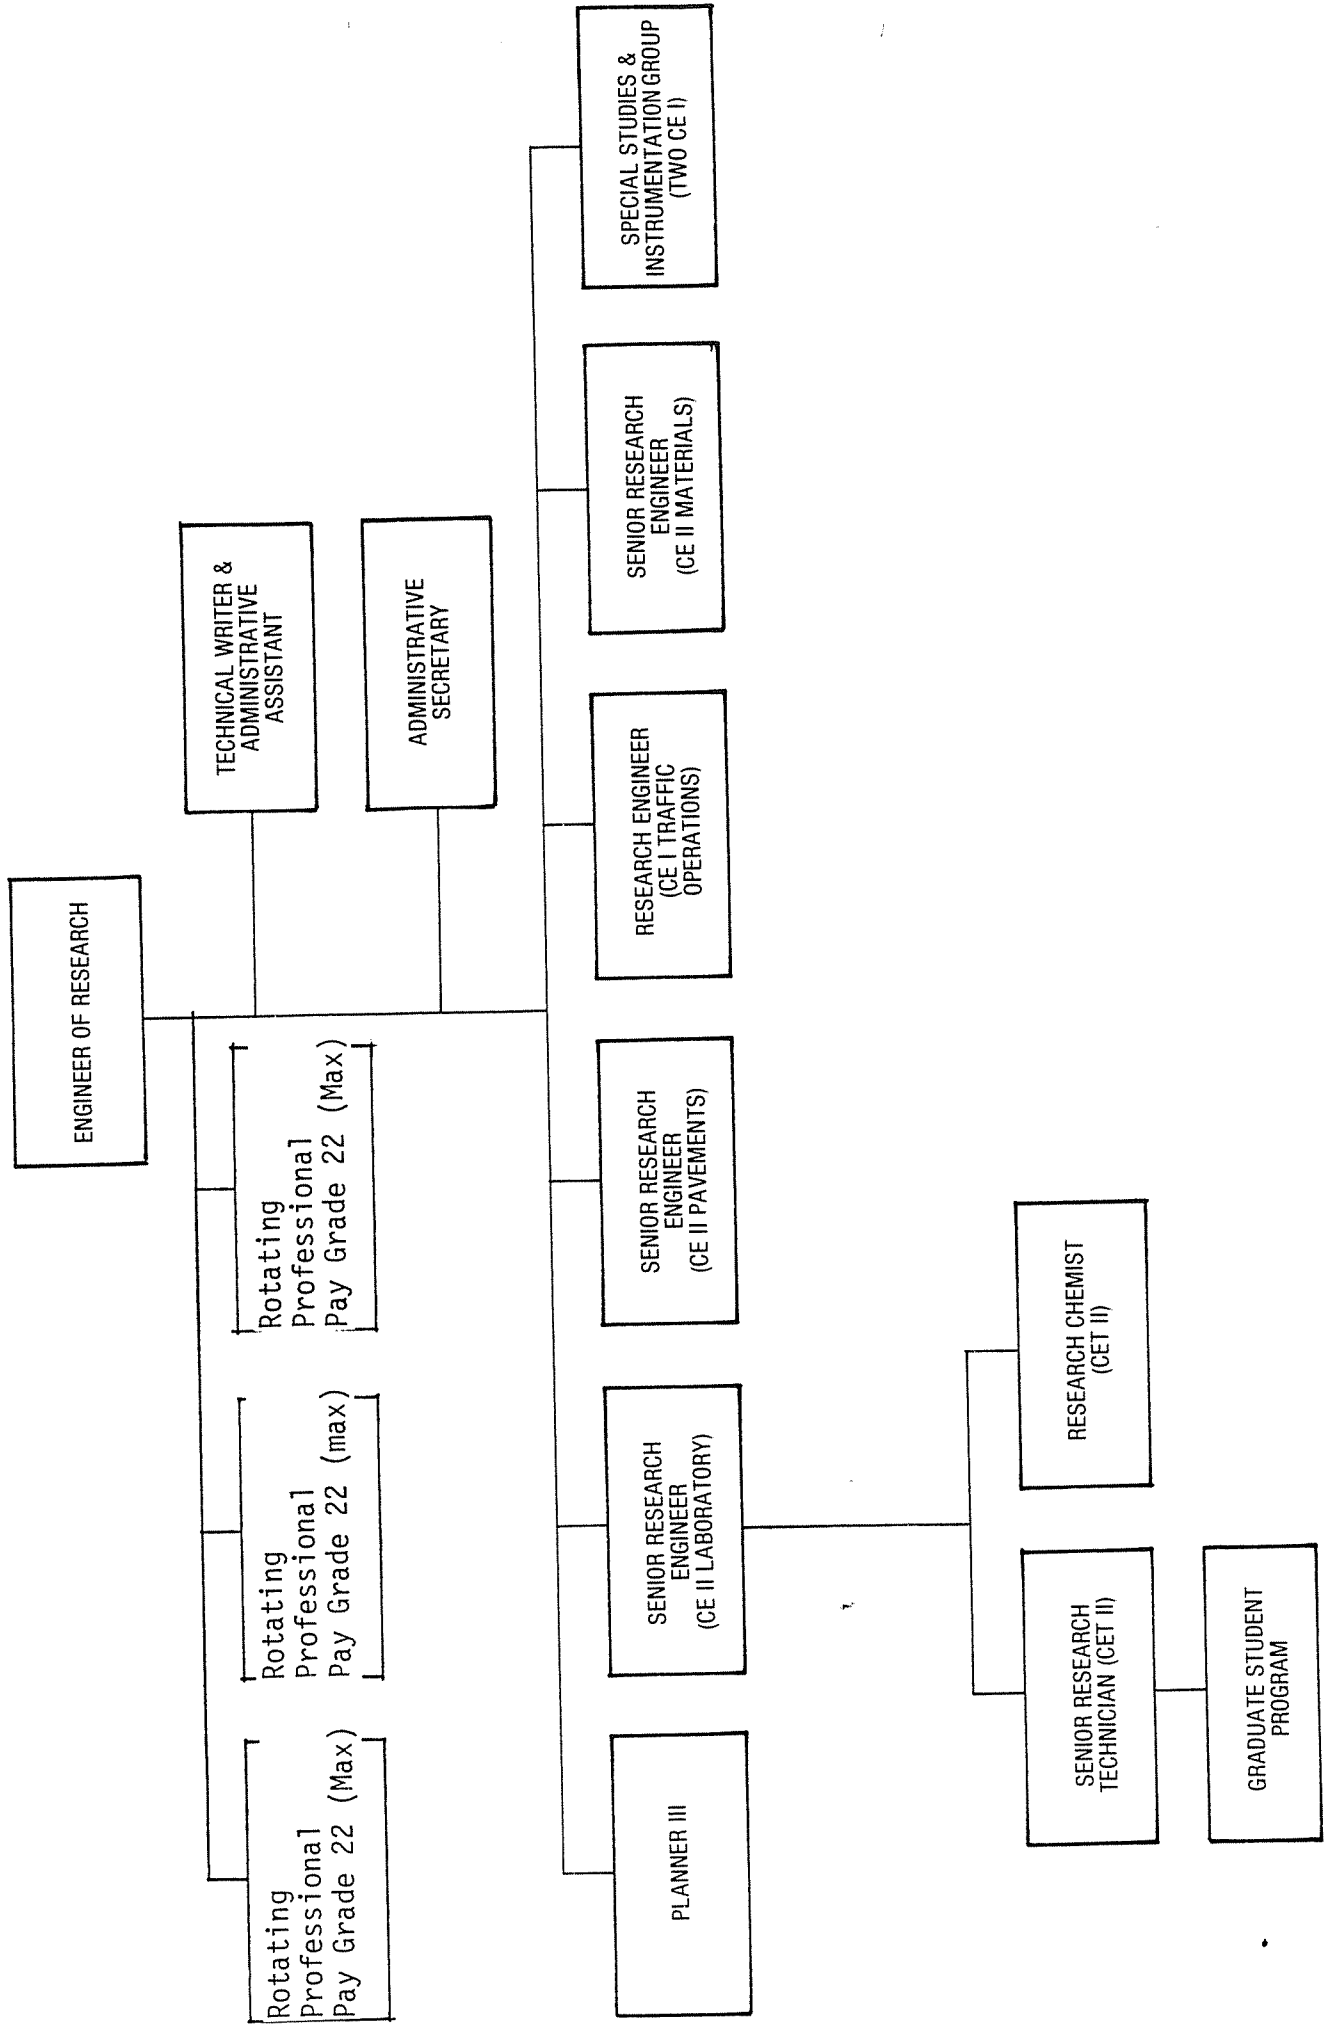 ENGINEER OF RESEARCH
TECHNICAL WRITER &
ADMINISTRATIVE
ASSISTANT
Rotating
Professional
Pay Grade 22 (Max)
Rotating
Professional
Pay Grade 22 (max)
Rotating
Professional
Pay Grade 22 (Max)
ADMINISTRATIVE
SECRETARY
PLANNER III
SENIOR RESEARCH
ENGINEER
(CE II LABORATORY)
SENIOR RESEARCH
ENGINEER
(CE II PAVEMENTS)
RESEARCH ENGINEER
(CE I TRAFFIC
OPERATIONS)
SENIOR RESEARCH
ENGINEER
(CE II MATERIALS)
SPECIAL STUDIES &
INSTRUMENTATION GROUP
(TWO CE I)
SENIOR RESEARCH
TECHNICIAN (CET II)
RESEARCH CHEMIST
(CET II)
GRADUATE STUDENT
PROGRAM